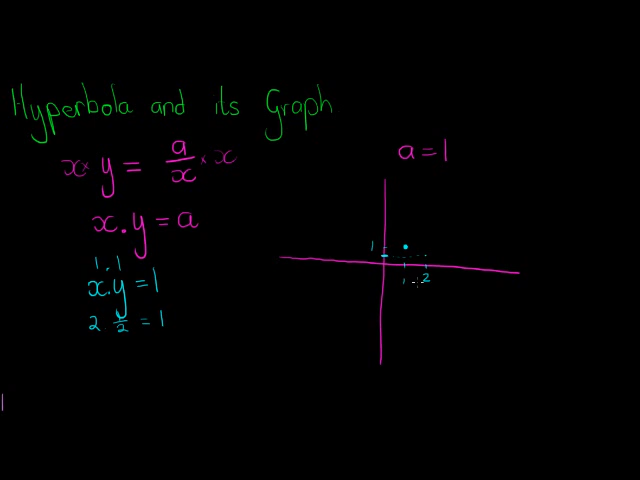 Hyperbola and its Graph
x× y = a/x × x
x . y = a
1 . 1
x . y = 1
2 . 1/2 = 1
a = 1
1
1 2